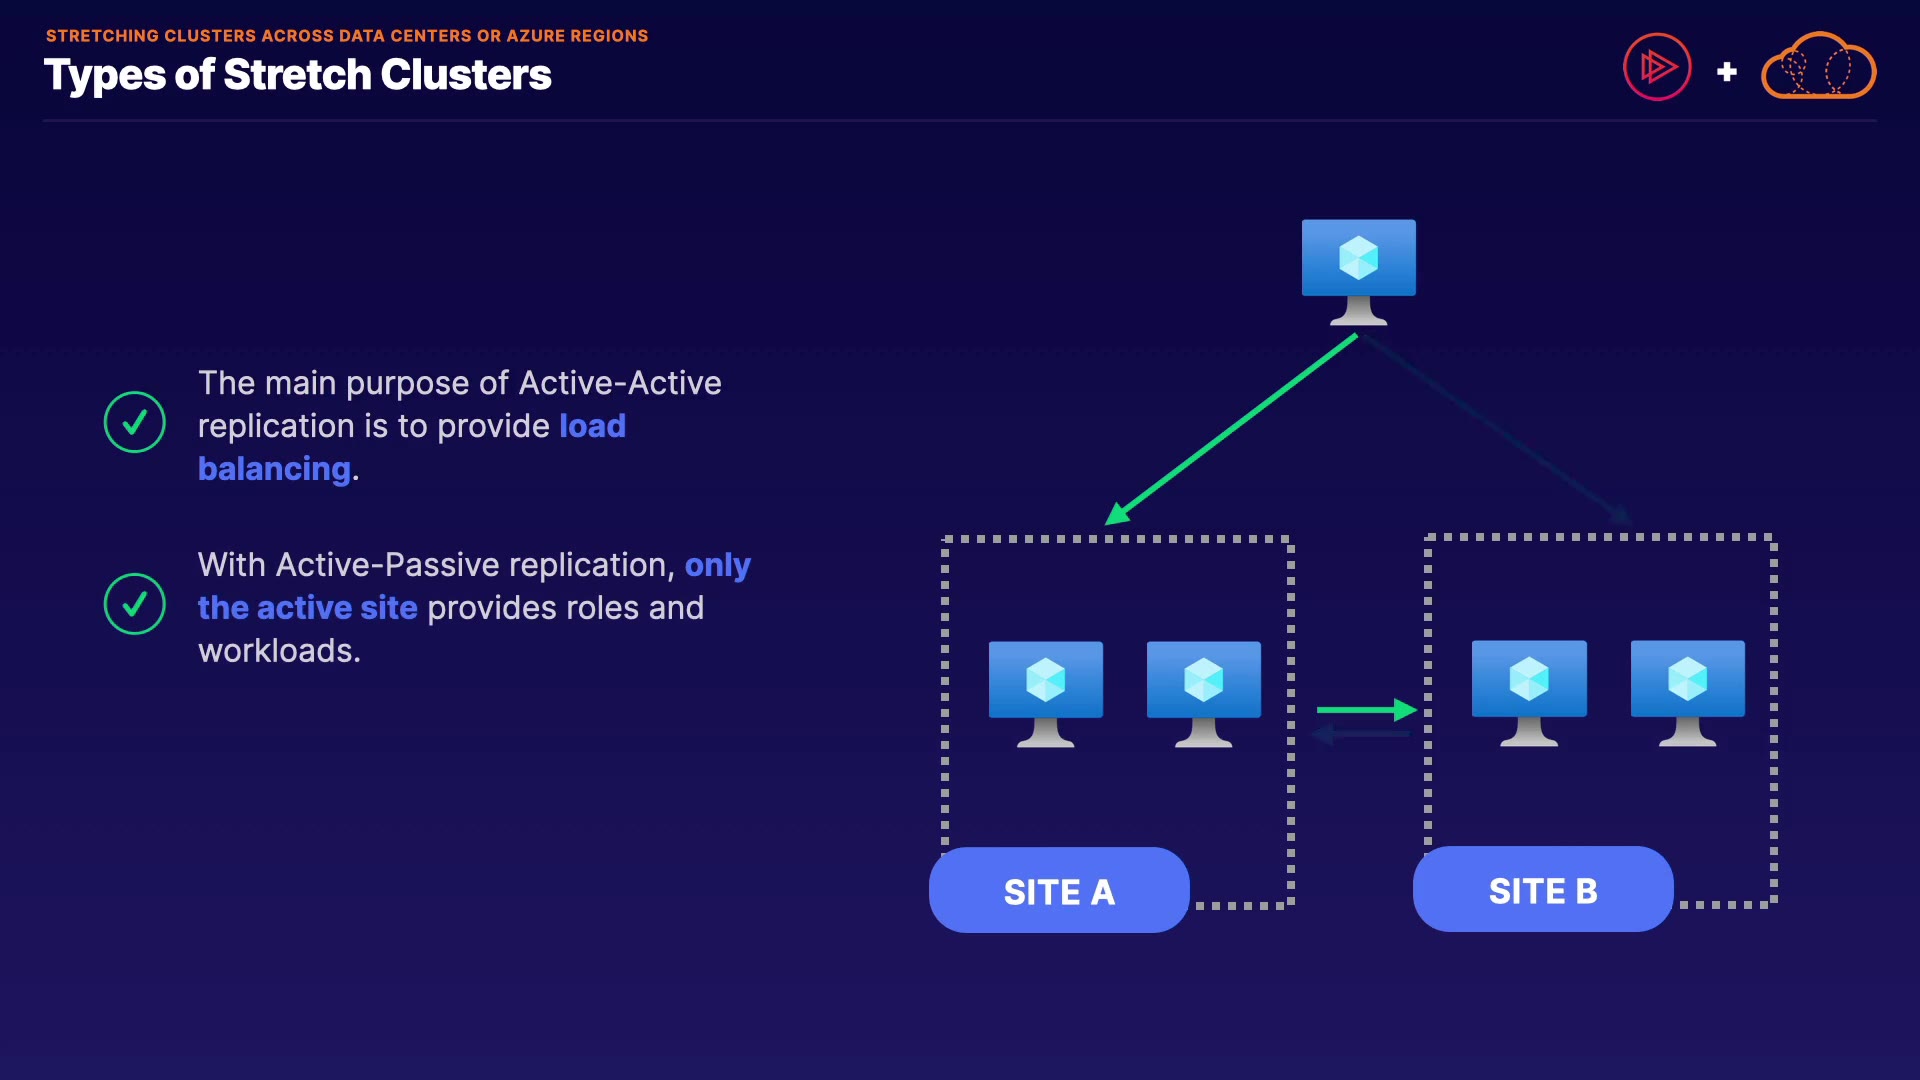 STRETCHING CLUSTERS ACROSS DATA CENTERS OR AZURE REGIONS
Types of Stretch Clusters
The main purpose of Active-Active
replication is to provide load
balancing.
With Active-Passive replication, only
the active site provides roles and
workloads.
SITE A
SITE B